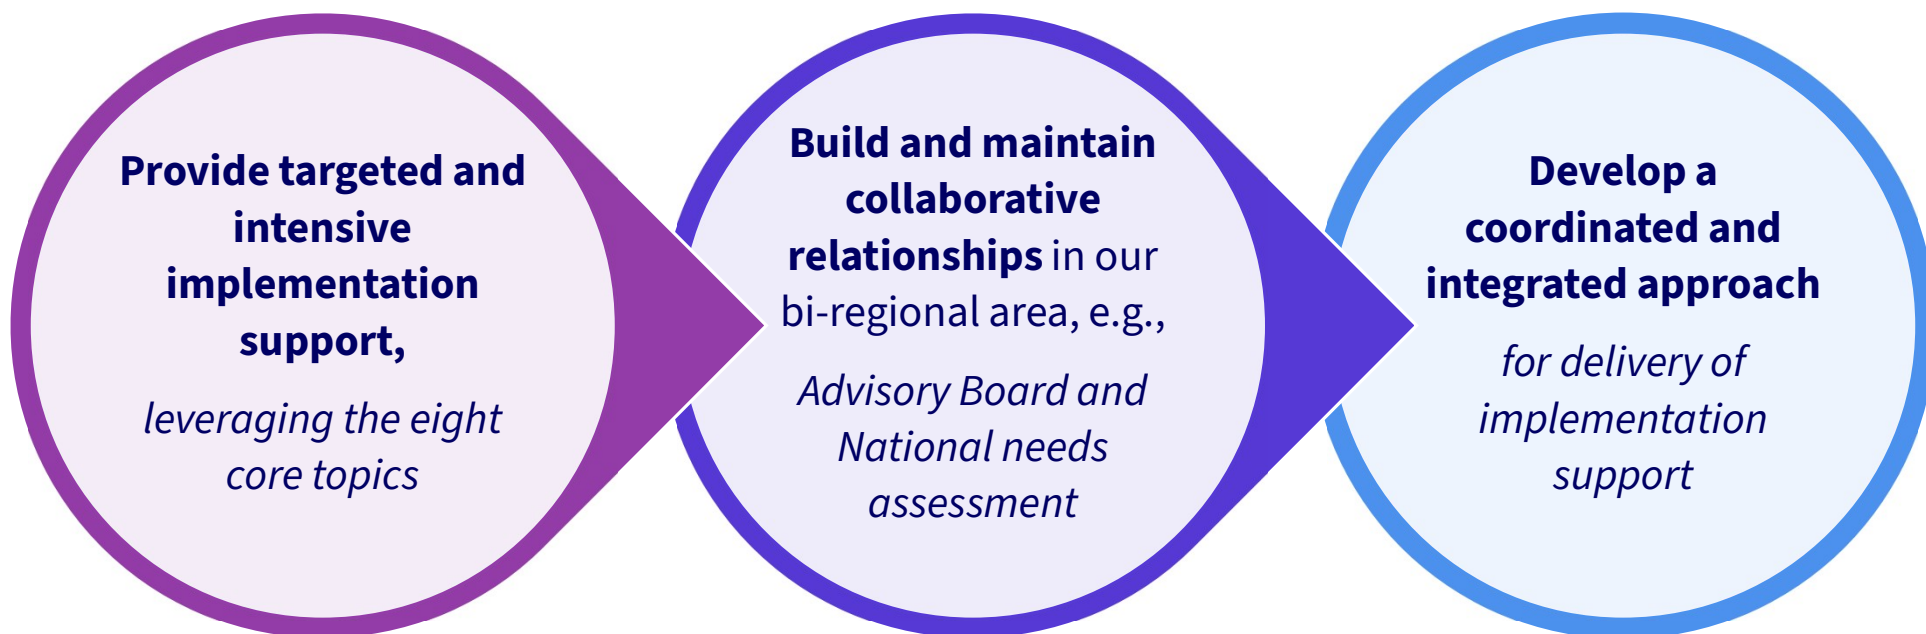 Provide targeted and
intensive
implementation
support,
leveraging the eight
core topics
Build and maintain
collaborative
relationships in our
bi-regional area, e.g.,
Advisory Board and
National needs
assessment
Develop a
coordinated and
integrated approach
for delivery of
implementation
support